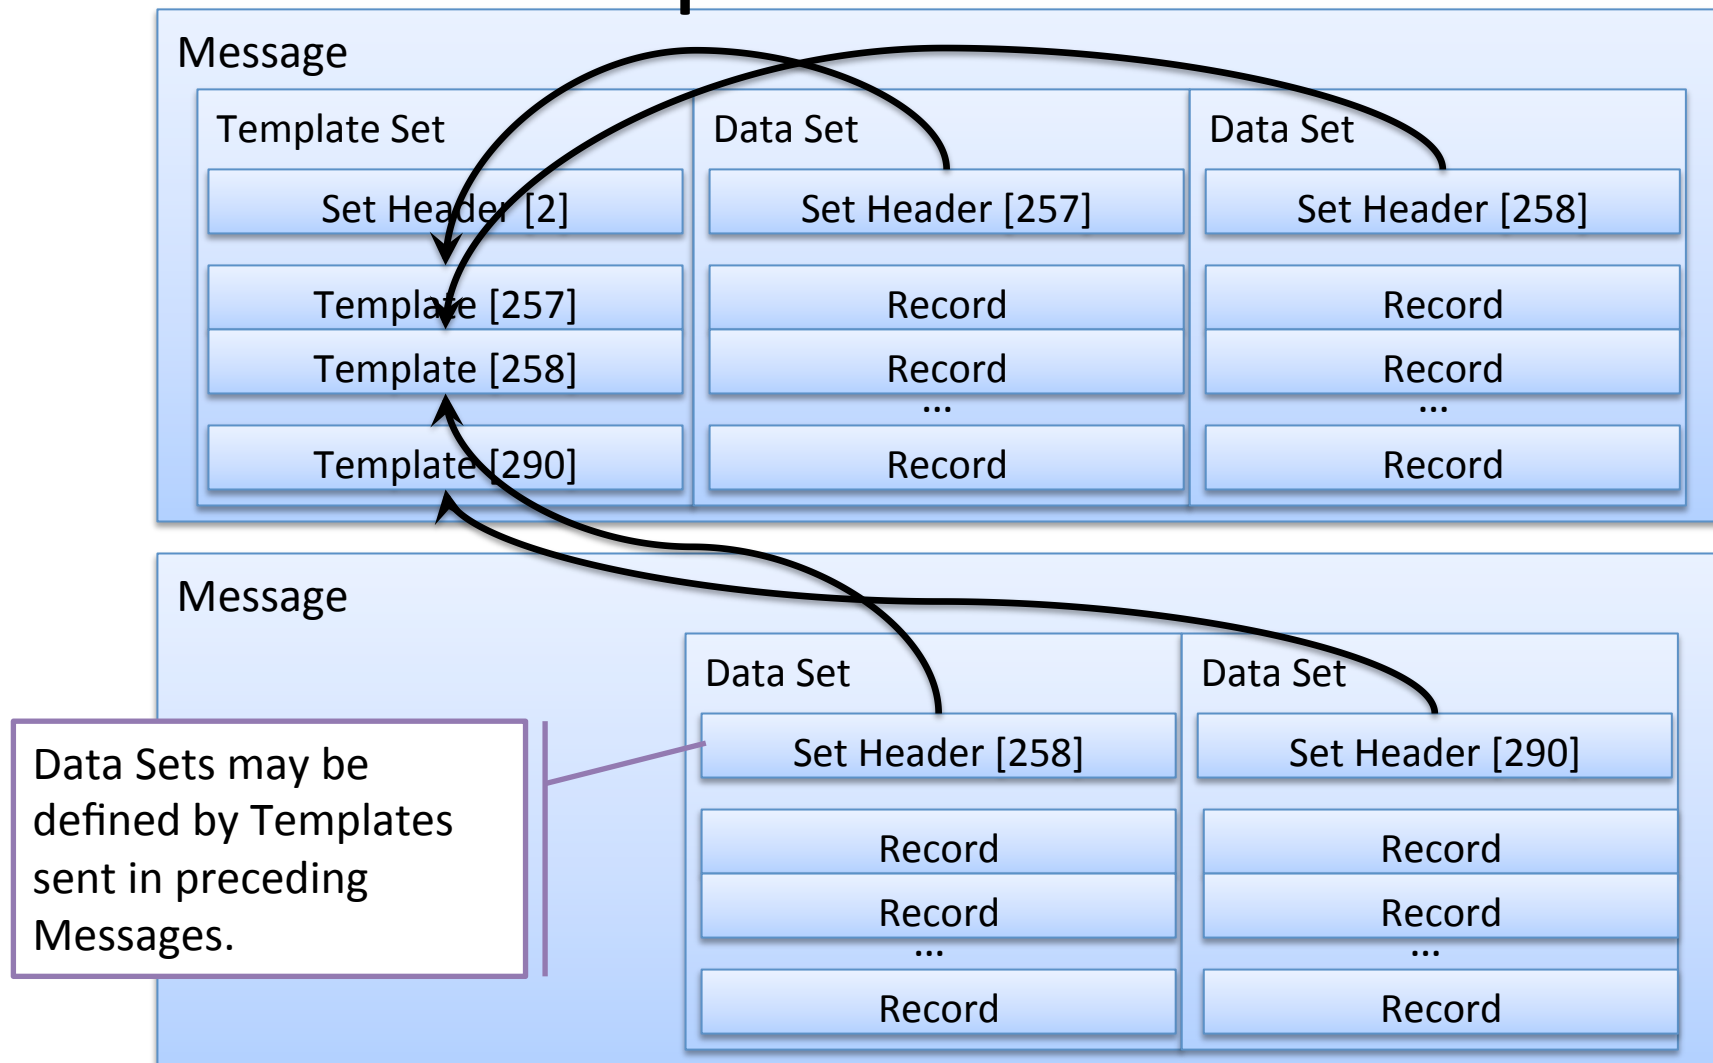 Message
Template Set
Set Header [2]
Template [257]
Template [258]
Template [290]
Data Set
Set Header [257]
Record
Record
...
Record
Data Set
Set Header [258]
Record
Record
...
Record
Message
Data Set
Set Header [258]
Record
Record
...
Record
Data Set
Set Header [290]
Record
Record
...
Record
Data Sets may be
defined by Templates
sent in preceding
Messages.